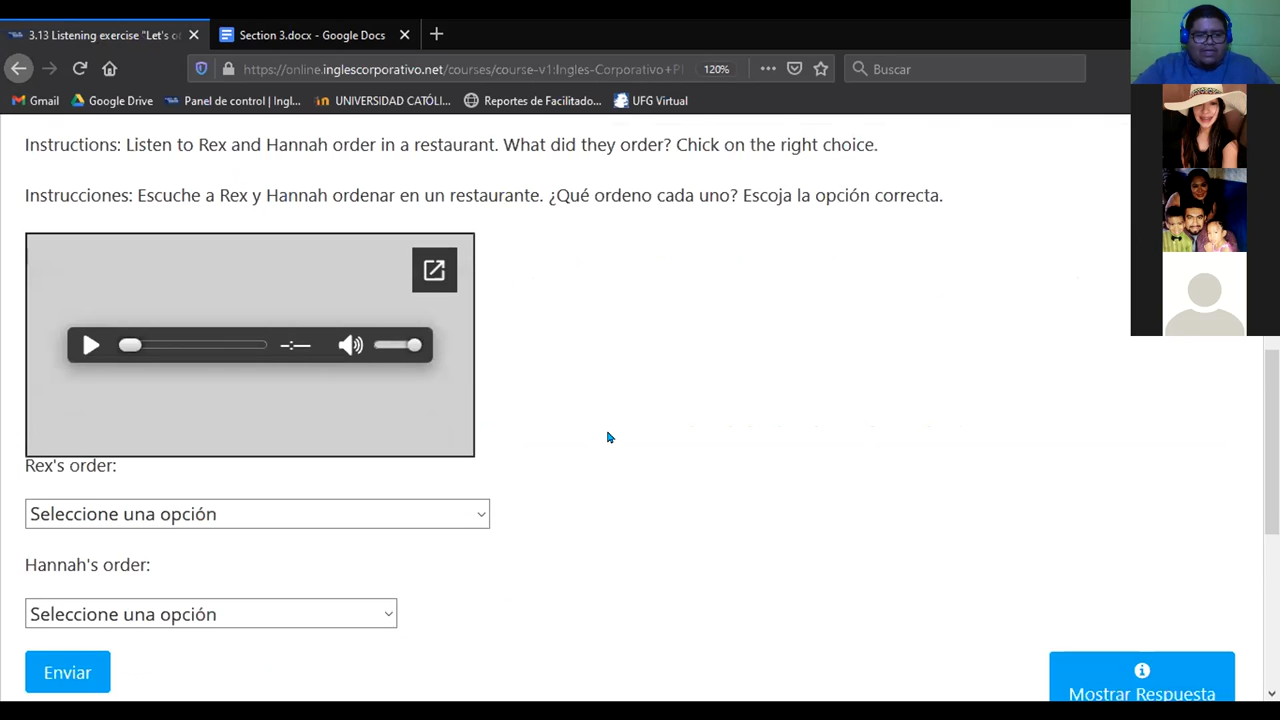 3.13 Listening exercise "Let's o
Section 3.docx - Google Docs
https://online.inglescorporativo.net/courses/course-v1:Ingles-Corporativo+P
120%
Buscar
Gmail
Google Drive
Panel de control | Ingl...
UNIVERSIDAD CATÓLI...
Reportes de Facilitado...
UFG Virtual
Instructions: Listen to Rex and Hannah order in a restaurant. What did they order? Chick on the right choice.
Instrucciones: Escuche a Rex y Hannah ordenar en un restaurante. ¿Qué ordeno cada uno? Escoja la opción correcta.
-:--
Rex's order:
Seleccione una opción
Hannah's order:
Seleccione una opción
Enviar
Mostrar Respuesta